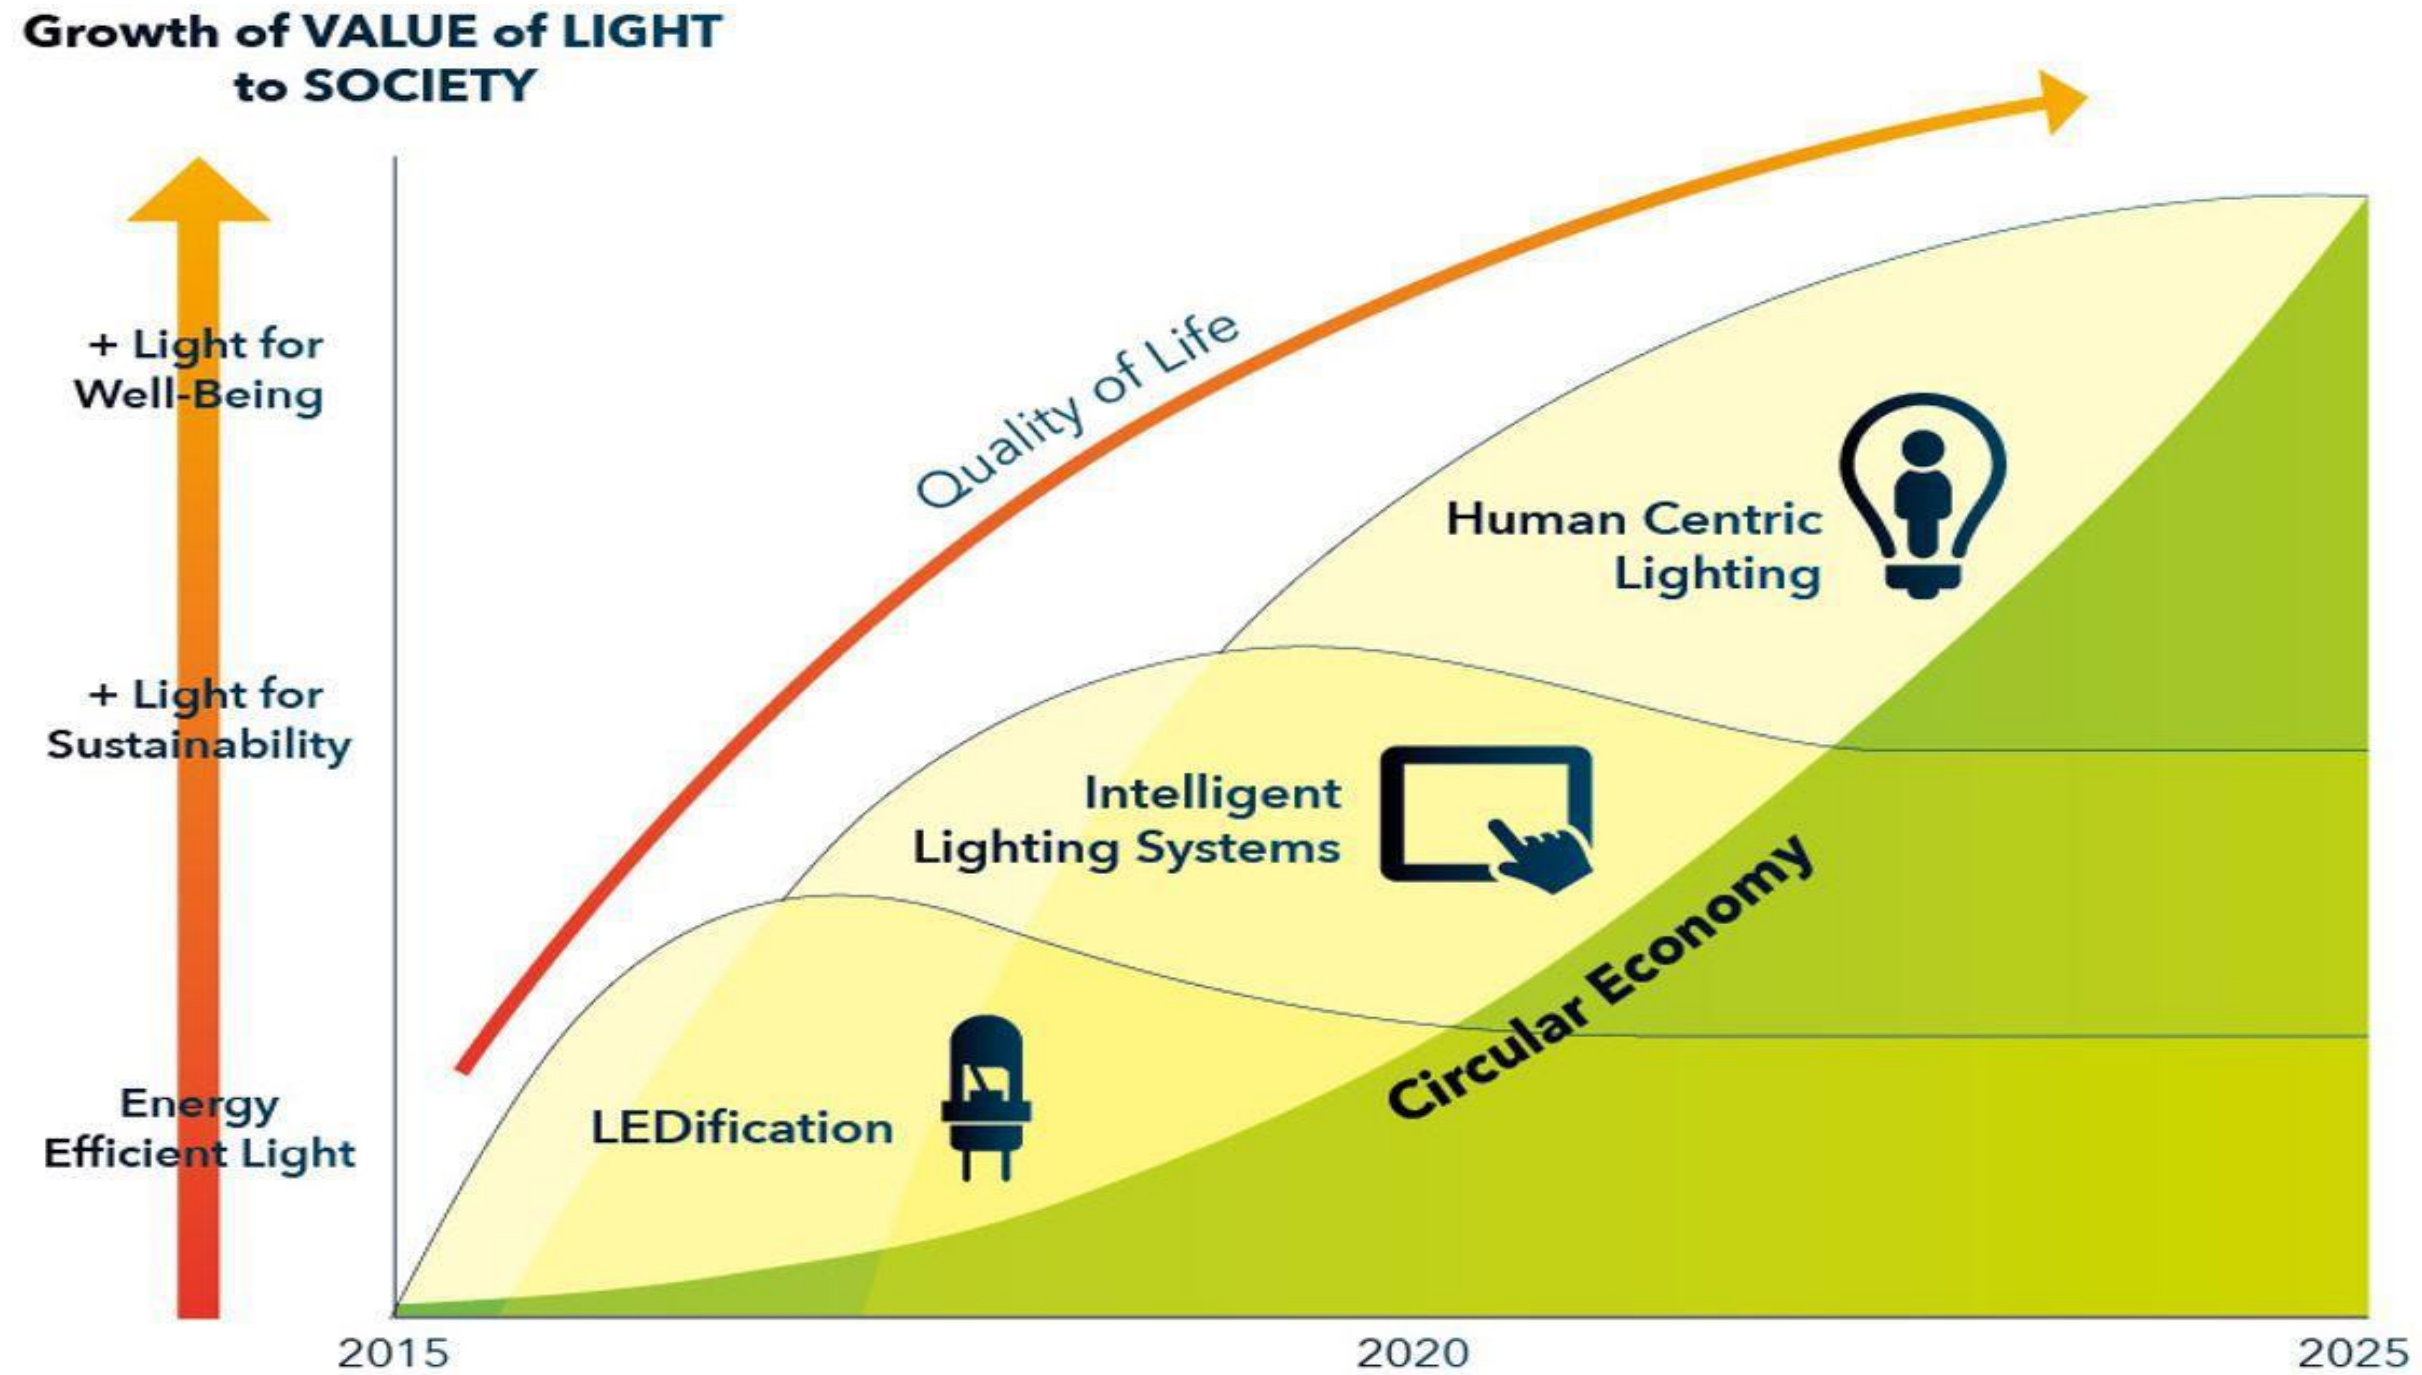 Growth of VALUE of LIGHT
to SOCIETY
+ Light for
Well-Being
+ Light for
Sustainability
Energy
Efficient Light
Quality of Life
Human Centric
Lighting
Intelligent
Lighting Systems
LEDification
Circular Economy
2015
2020
2025